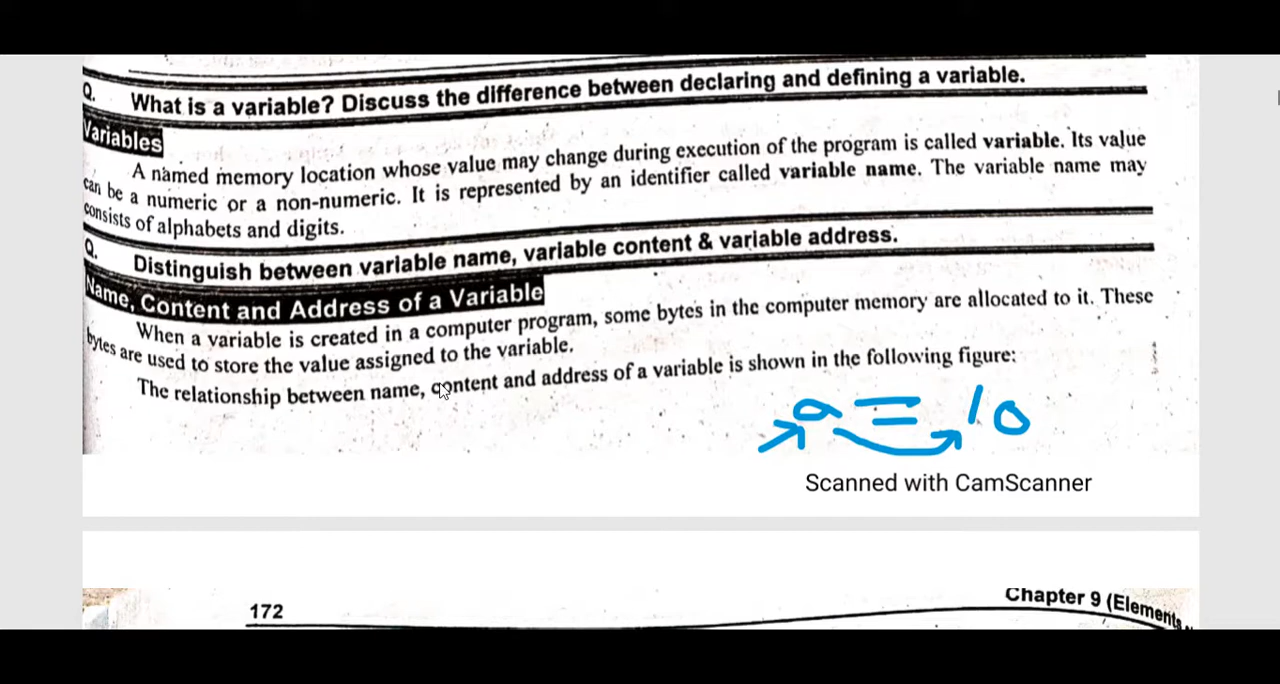 Q. What is a variable? Discuss the difference between declaring and defining a variable.
Variables
A named memory location whose value may change during execution of the program is called variable. Its value
can be a numeric or a non-numeric. It is represented by an identifier called variable name. The variable name may
consists of alphabets and digits.
Q. Distinguish between variable name, variable content & variable address.
Name, Content and Address of a Variable
When a variable is created in a computer program, some bytes in the computer memory are allocated to it. These
bytes are used to store the value assigned to the variable.
The relationship between name, content and address of a variable is shown in the following figure:
a = 10
Scanned with CamScanner
172
Chapter 9 (Elements